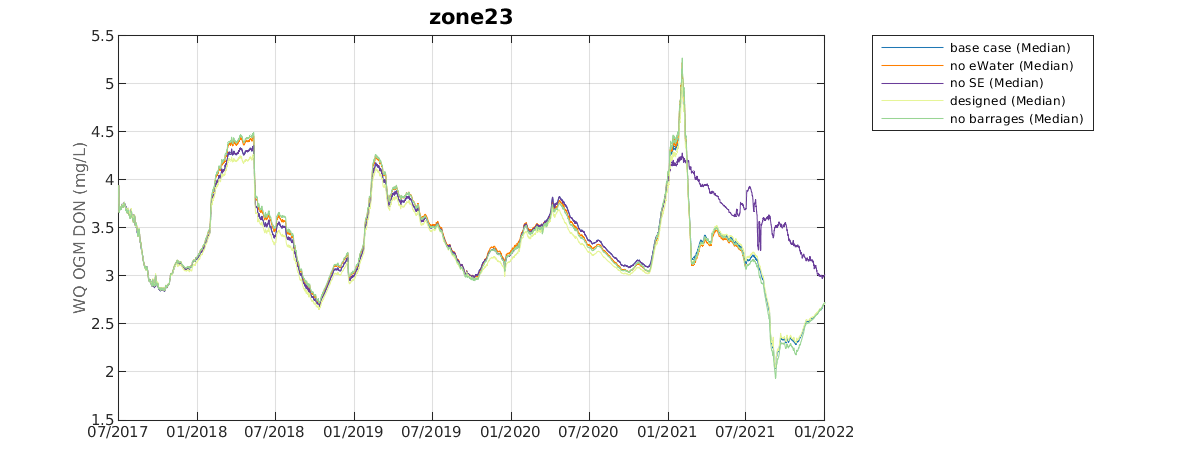 zone23
WQ OGM DON (mg/L)
5.5
5
4.5
4
3.5
3
2.5
2
1.5
07/2017 01/2018 07/2018 01/2019 07/2019 01/2020 07/2020 01/2021 07/2021 01/2022
base case (Median)
no eWater (Median)
no SE (Median)
designed (Median)
no barrages (Median)